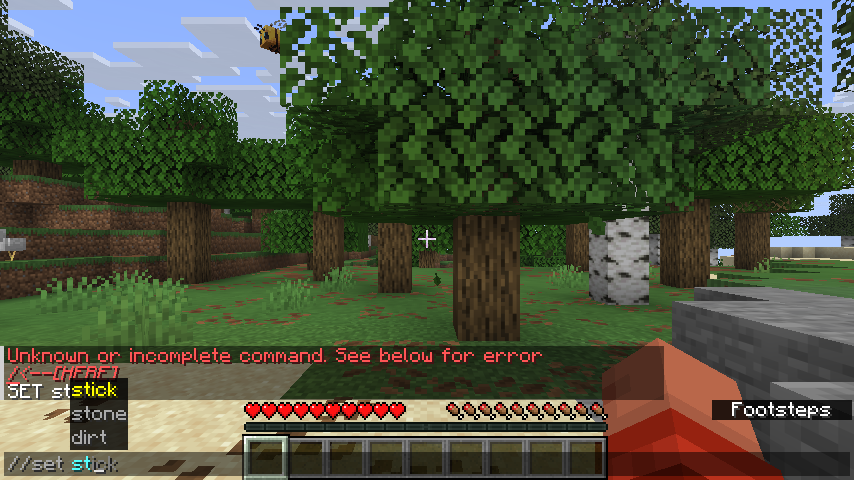 Unknown or incomplete command. See below for error
/<--[HERE]
SET st
stick
stone
dirt
//set stick
Footsteps